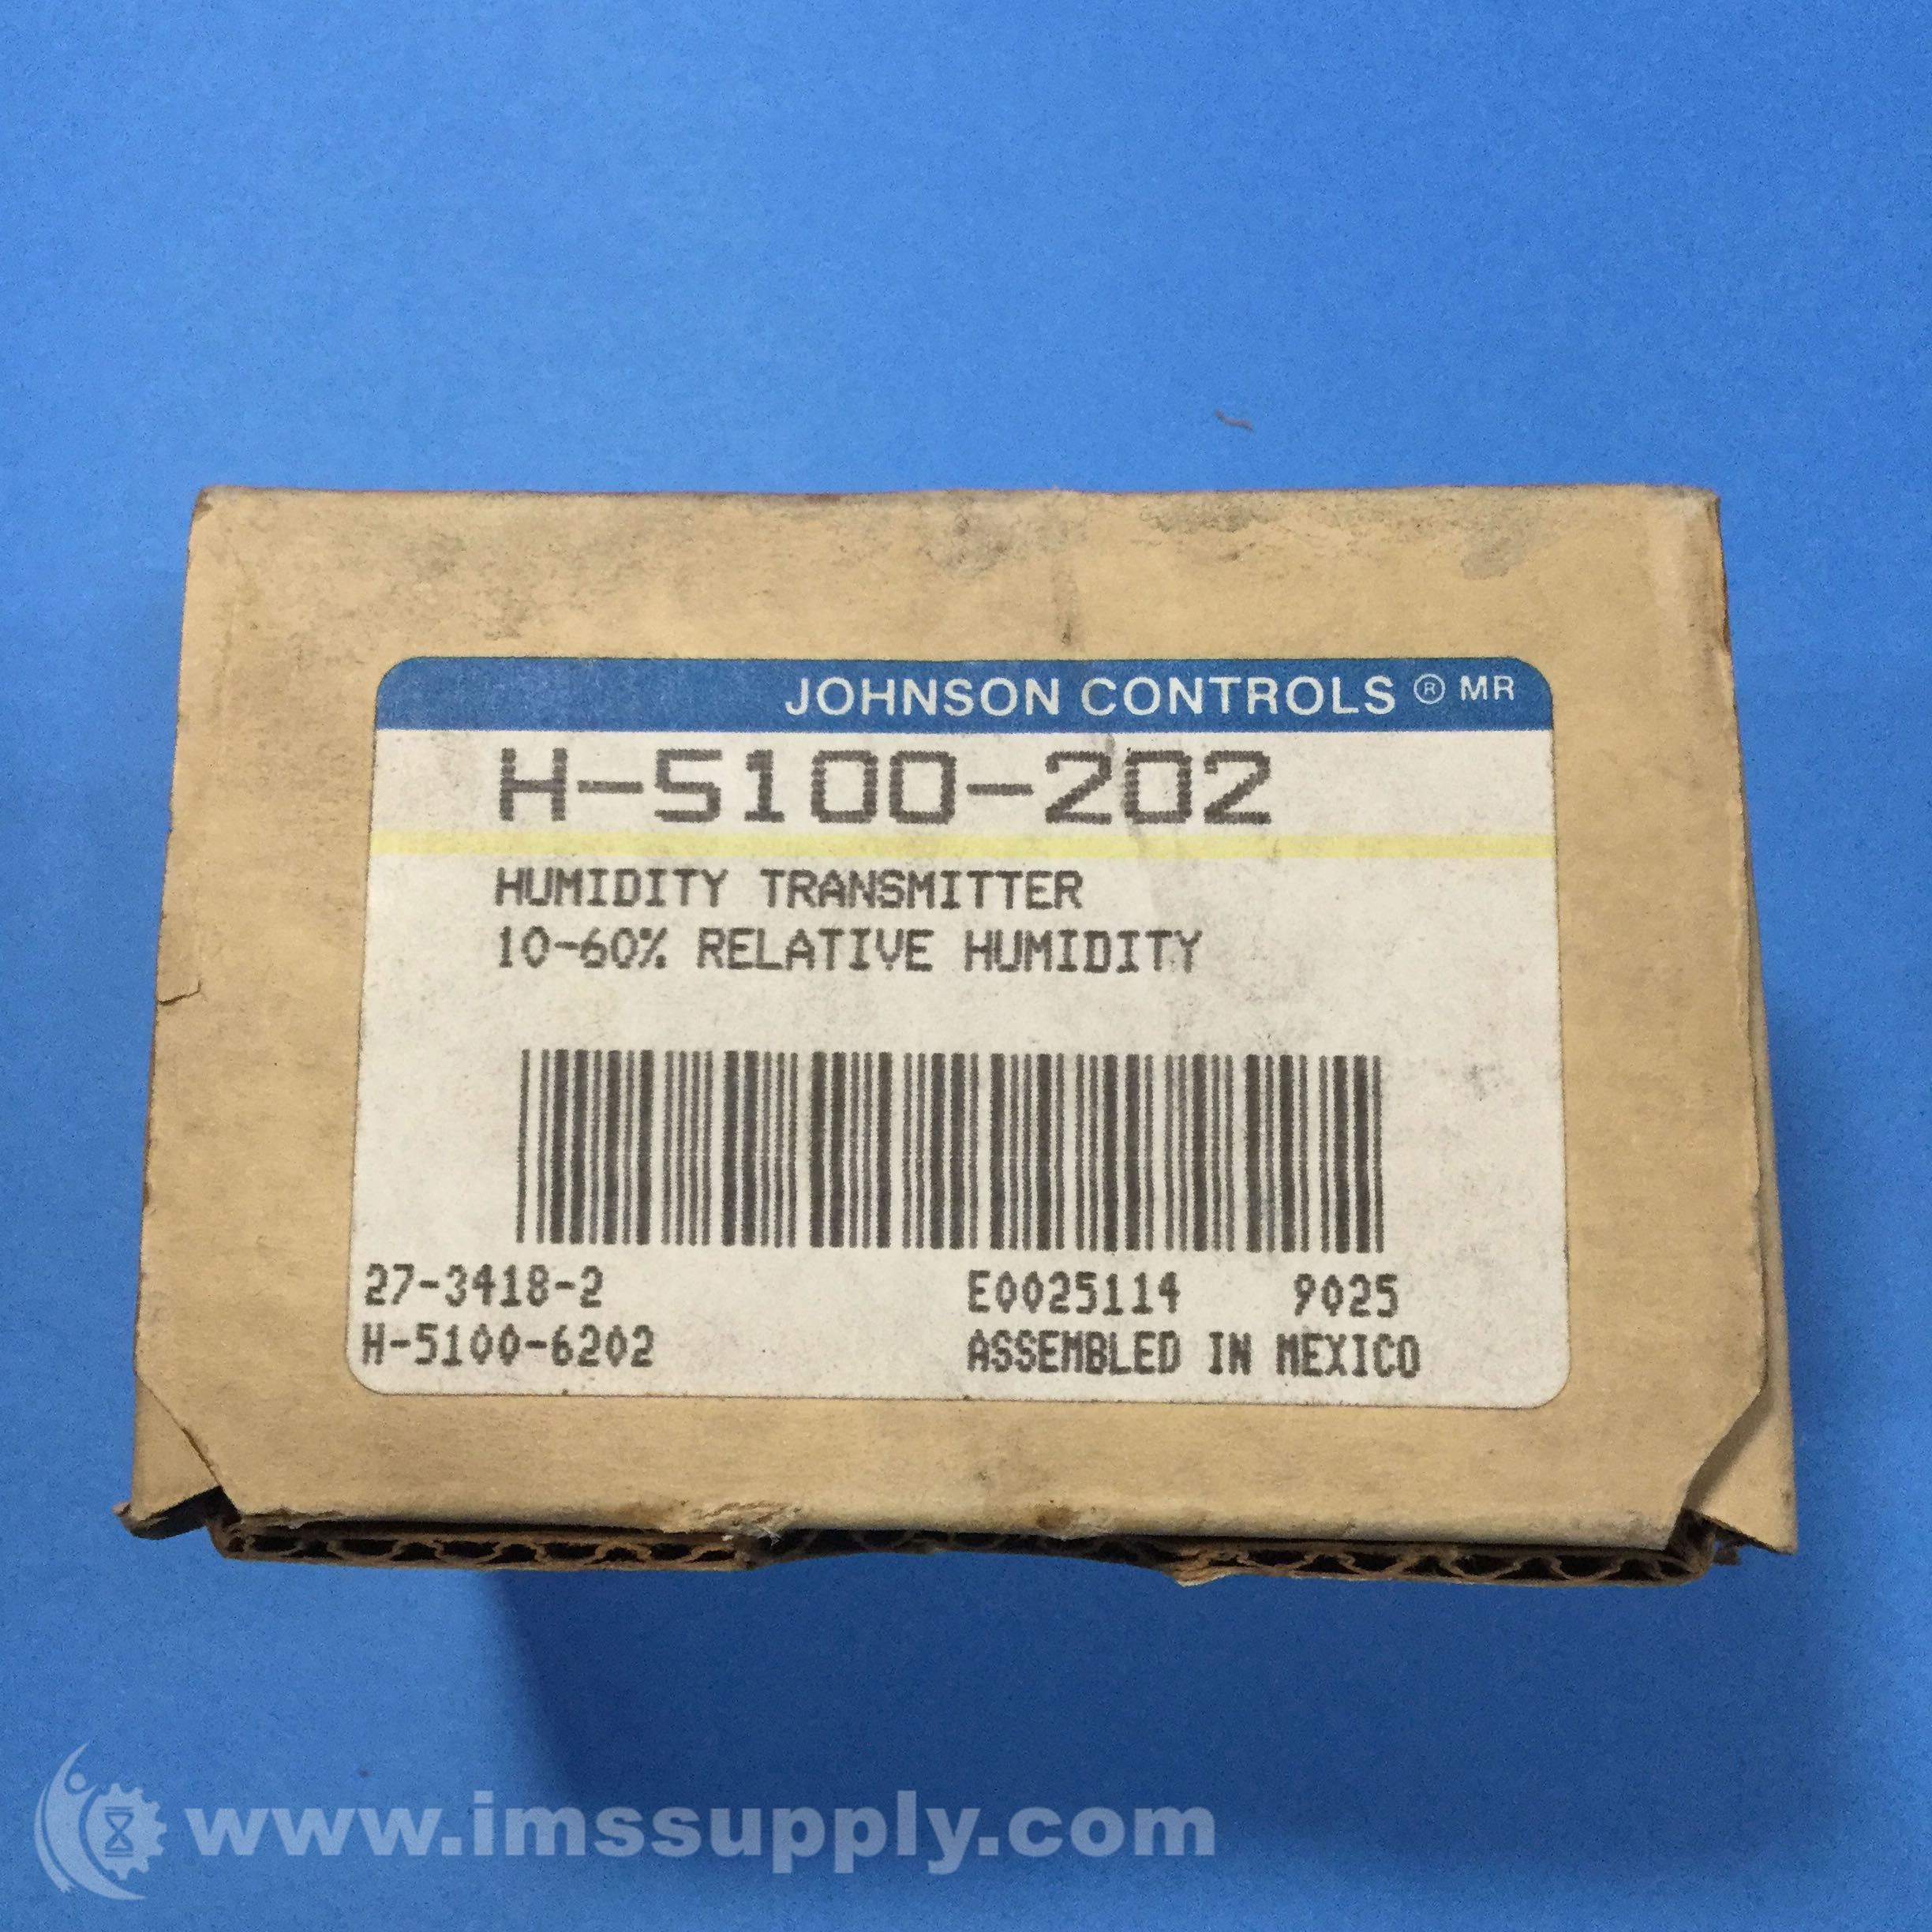 JOHNSON CONTROLS ® MR
H-5100-202
HUMIDITY TRANSMITTER
10-60% RELATIVE HUMIDITY
27-3418-2 E0025114 9025
H-5100-6202 ASSEMBLED IN MEXICO
www.imssupply.com